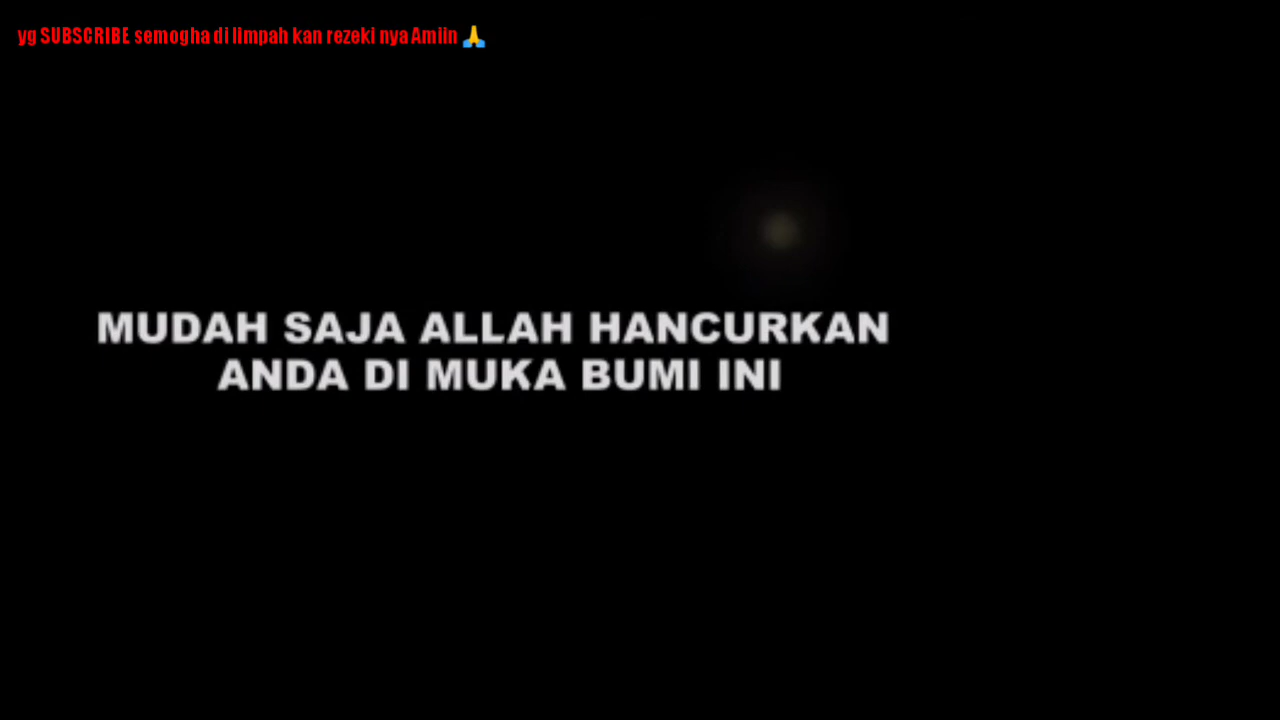 yg SUBSCRIBE semogha di limpah kan rezeki nya Amiin 🙏
MUDAH SAJA ALLAH HANCURKAN
ANDA DI MUKA BUMI INI